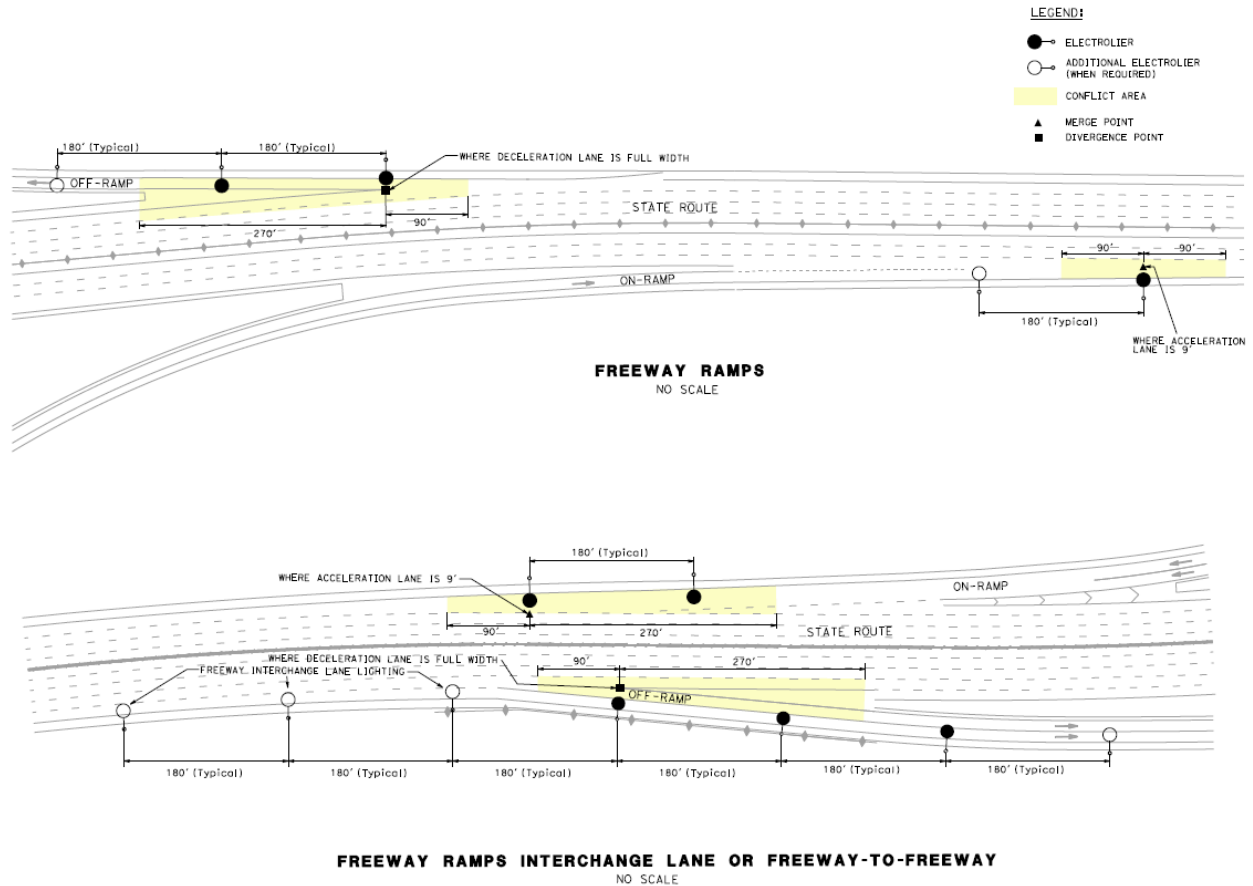 LEGEND:
ELECTROLIER
ADDITIONAL ELECTROLIER
(WHEN REQUIRED)
CONFLICT AREA
MERGE POINT
DIVERGENCE POINT
180' (Typical)
180' (Typical)
WHERE DECELERATION LANE IS FULL WIDTH
OFF-RAMP
STATE ROUTE
90'
270'
90'
90'
ON-RAMP
180' (Typical)
WHERE ACCELERATION
LANE IS 9'
FREEWAY RAMPS
NO SCALE
180' (Typical)
WHERE ACCELERATION LANE IS 9'
ON-RAMP
90'
270'
STATE ROUTE
WHERE DECELERATION LANE IS FULL WIDTH
90'
270'
FREEWAY INTERCHANGE LANE LIGHTING
OFF-RAMP
180' (Typical)
180' (Typical)
180' (Typical)
180' (Typical)
180' (Typical)
180' (Typical)
FREEWAY RAMPS INTERCHANGE LANE OR FREEWAY-TO-FREEWAY
NO SCALE